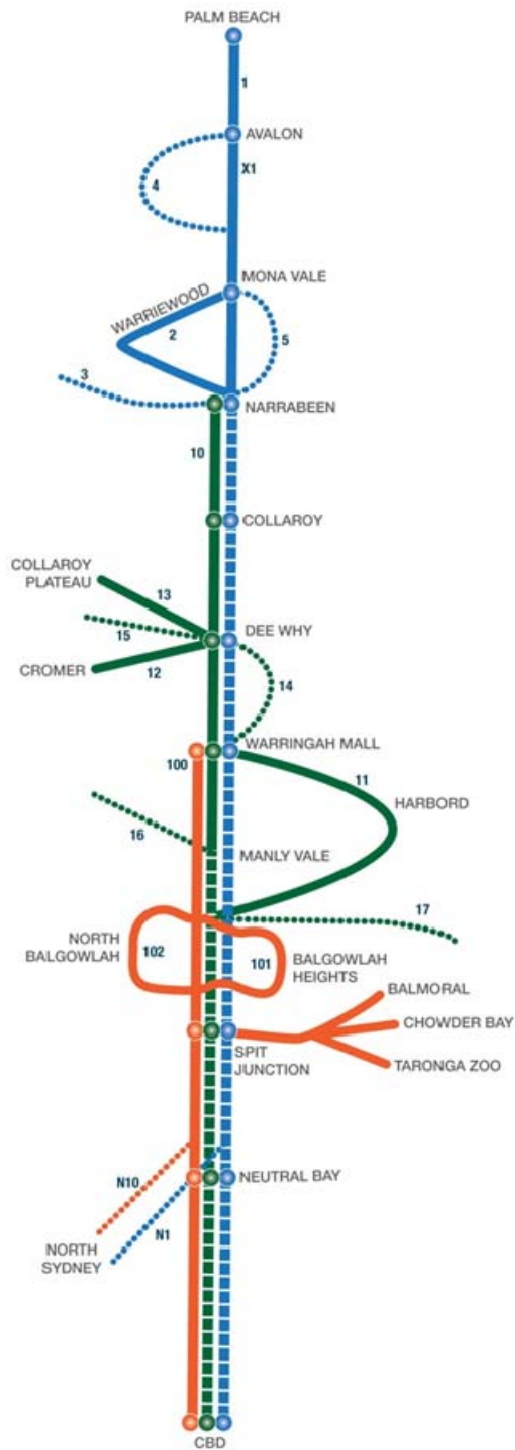 PALM BEACH
1
AVALON
X1
4
MONA VALE
WARRIEWOOD
2
5
3
NARRABEEN
10
COLLAROY
COLLAROY
PLATEAU
13
15
DEE WHY
CROMER
12
14
WARRINGAH MALL
100
11
HARBORD
16
MANLY VALE
17
NORTH
BALGOWLAH
102
101
BALGOWLAH
HEIGHTS
BALMORAL
CHOWDER BAY
SPIT
JUNCTION
TARONGA ZOO
NEUTRAL BAY
N10
N1
NORTH
SYDNEY
CBD